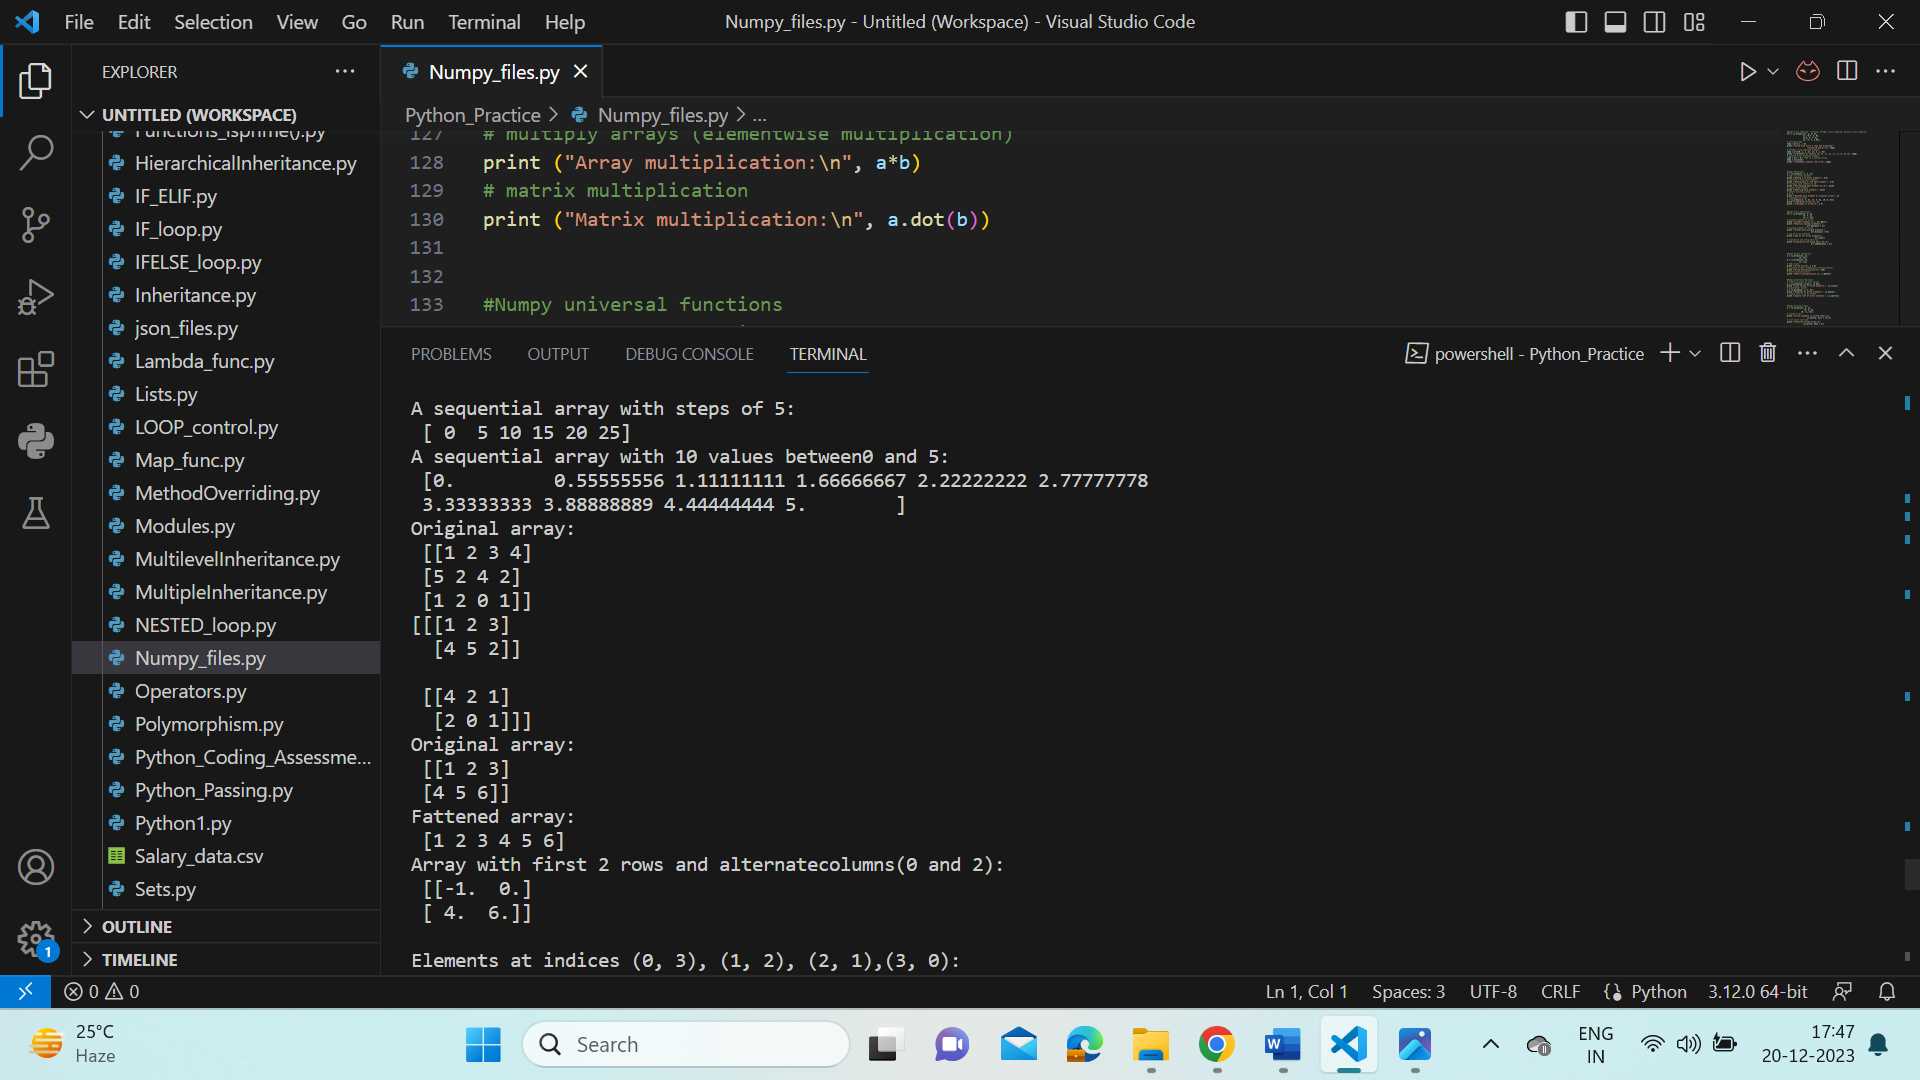 File Edit Selection View Go Run Terminal Help
Numpy_files.py - Untitled (Workspace) - Visual Studio Code
EXPLORER
UNTITLED (WORKSPACE)
Functions_isprime().py
HierarchicalInheritance.py
IF_ELIF.py
IF_loop.py
IFELSE_loop.py
Inheritance.py
json_files.py
Lambda_func.py
Lists.py
LOOP_control.py
Map_func.py
MethodOverriding.py
Modules.py
MultilevelInheritance.py
MultipleInheritance.py
NESTED_loop.py
Numpy_files.py
Operators.py
Polymorphism.py
Python_Coding_Assessme...
Python_Passing.py
Python1.py
Salary_data.csv
Sets.py
OUTLINE
TIMELINE
1
Numpy_files.py
Python_Practice > Numpy_files.py > ...
127 # multiply arrays (elementwise multiplication)
128 print ("Array multiplication:\n", a*b)
129 # matrix multiplication
130 print ("Matrix multiplication:\n", a.dot(b))
131
132
133 #Numpy universal functions
PROBLEMS OUTPUT DEBUG CONSOLE TERMINAL
powershell - Python_Practice
A sequential array with steps of 5:
[ 0  5 10 15 20 25]
A sequential array with 10 values between0 and 5:
[0.         0.55555556 1.11111111 1.66666667 2.22222222 2.77777778
3.33333333 3.88888889 4.44444444 5.        ]
Original array:
[[1 2 3 4]
[5 2 4 2]
[1 2 0 1]]
[[[1 2 3]
[4 5 2]]
[[4 2 1]
[2 0 1]]]
Original array:
[[1 2 3]
[4 5 6]]
Fattened array:
[1 2 3 4 5 6]
Array with first 2 rows and alternatecolumns(0 and 2):
[[-1.  0.]
[ 4.  6.]]
Elements at indices (0, 3), (1, 2), (2, 1),(3, 0):
0 0
Ln 1, Col 1 Spaces: 3 UTF-8 CRLF Python 3.12.0 64-bit
25°C
Haze
Search
ENG
IN
17:47
20-12-2023